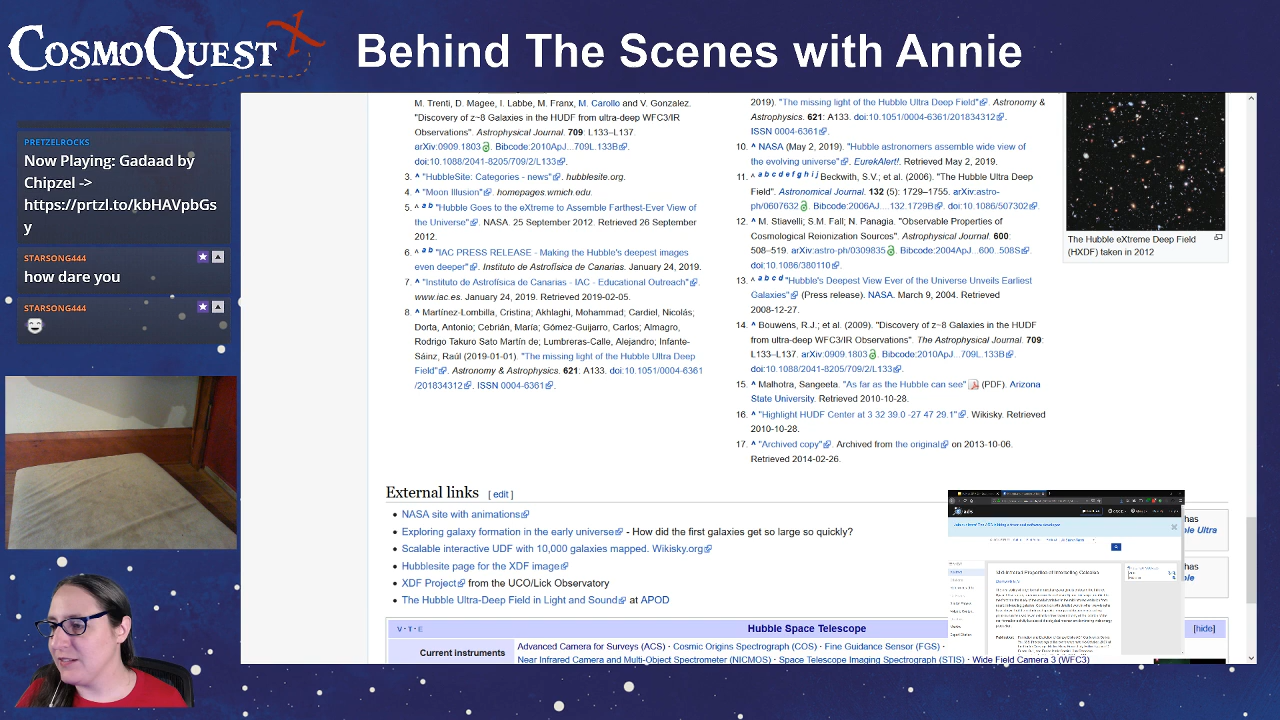 CosmoQuest X
Behind The Scenes with Annie
PRETZELROCKS
Now Playing: Gadaad by
Chipzel ->
https://prtzl.to/kbHAVpbGs
y
STARSONG444
how dare you
STARSONG444
M. Trenti, D. Magee, I. Labbe, M. Franx, M. Carollo and V. Gonzalez.
"Discovery of z~8 Galaxies in the HUDF from ultra-deep WFC3/IR
Observations". Astrophysical Journal. 709: L133–L137.
arXiv:0909.1803. Bibcode:2010ApJ...709L.133B.
doi:10.1088/2041-8205/709/2/L133.
3. ^ "HubbleSite: Categories - news". hubblesite.org.
4. ^ "Moon Illusion". homepages.wmich.edu.
5. ^ a b "Hubble Goes to the eXtreme to Assemble Farthest-Ever View of
the Universe". NASA. 25 September 2012. Retrieved 26 September
2012.
6. ^ a b "IAC PRESS RELEASE - Making the Hubble's deepest images
even deeper". Instituto de Astrofísica de Canarias. January 24, 2019.
7. ^ "Instituto de Astrofísica de Canarias - IAC - Educational Outreach".
www.iac.es. January 24, 2019. Retrieved 2019-02-05.
8. ^ Martínez-Lombilla, Cristina; Akhlaghi, Mohammad; Cardiel, Nicolás;
Dorta, Antonio; Cebrián, María; Gómez-Guijarro, Carlos; Almagro,
Rodrigo Takuro Sato Martín de; Lumbreras-Calle, Alejandro; Infante-
Sáinz, Raúl (2019-01-01). "The missing light of the Hubble Ultra Deep
Field". Astronomy & Astrophysics. 621: A133. doi:10.1051/0004-6361
/201834312. ISSN 0004-6361.
2019). "The missing light of the Hubble Ultra Deep Field". Astronomy &
Astrophysics. 621: A133. doi:10.1051/0004-6361/201834312.
ISSN 0004-6361
10. ^ NASA (May 2, 2019). "Hubble astronomers assemble wide view of
the evolving universe". EurekAlert!. Retrieved May 2, 2019.
11. ^ a b c d e f g h i j Beckwith, S.V.; et al. (2006). "The Hubble Ultra Deep
Field". Astronomical Journal. 132 (5): 1729–1755. arXiv:astro-
ph/0607632. Bibcode:2006AJ....132.1729B. doi:10.1086/507302.
12. ^ M. Stiavelli; S.M. Fall; N. Panagia. "Observable Properties of
Cosmological Reionization Sources". Astrophysical Journal. 600:
508–519. arXiv:astro-ph/0309835. Bibcode:2004ApJ...600..508S.
doi:10.1086/380110.
13. ^ a b c d "Hubble's Deepest View Ever of the Universe Unveils Earliest
Galaxies" (Press release). NASA. March 9, 2004. Retrieved
2008-12-27.
14. ^ Bouwens, R.J.; et al. (2009). "Discovery of z~8 Galaxies in the HUDF
from ultra-deep WFC3/IR Observations". The Astrophysical Journal. 709:
L133–L137. arXiv:0909.1803. Bibcode:2010ApJ...709L.133B.
doi:10.1088/2041-8205/709/2/L133.
15. ^ Malhotra, Sangeeta. "As far as the Hubble can see" (PDF). Arizona
State University. Retrieved 2010-10-28.
16. ^ "Highlight HUDF Center at 3 32 39.0 -27 47 29.1". Wikisky. Retrieved
2010-10-28.
17. ^ "Archived copy". Archived from the original on 2013-10-06.
Retrieved 2014-02-26.
The Hubble eXtreme Deep Field
(HXDF) taken in 2012
External links [ edit ]
• NASA site with animations
• Exploring galaxy formation in the early universe - How did the first galaxies get so large so quickly?
• Scalable interactive UDF with 10,000 galaxies mapped. Wikisky.org
• Hubblesite page for the XDF image
• XDF Project from the UCO/Lick Observatory
• The Hubble Ultra-Deep Field in Light and Sound at APOD
has
le Ultra
has
le
V·T·E Hubble Space Telescope [hide]
Current instruments
Advanced Camera for Surveys (ACS) · Cosmic Origins Spectrograph (COS) · Fine Guidance Sensor (FGS) ·
Near Infrared Camera and Multi-Object Spectrometer (NICMOS) · Space Telescope Imaging Spectrograph (STIS) · Wide Field Camera 3 (WFC3)